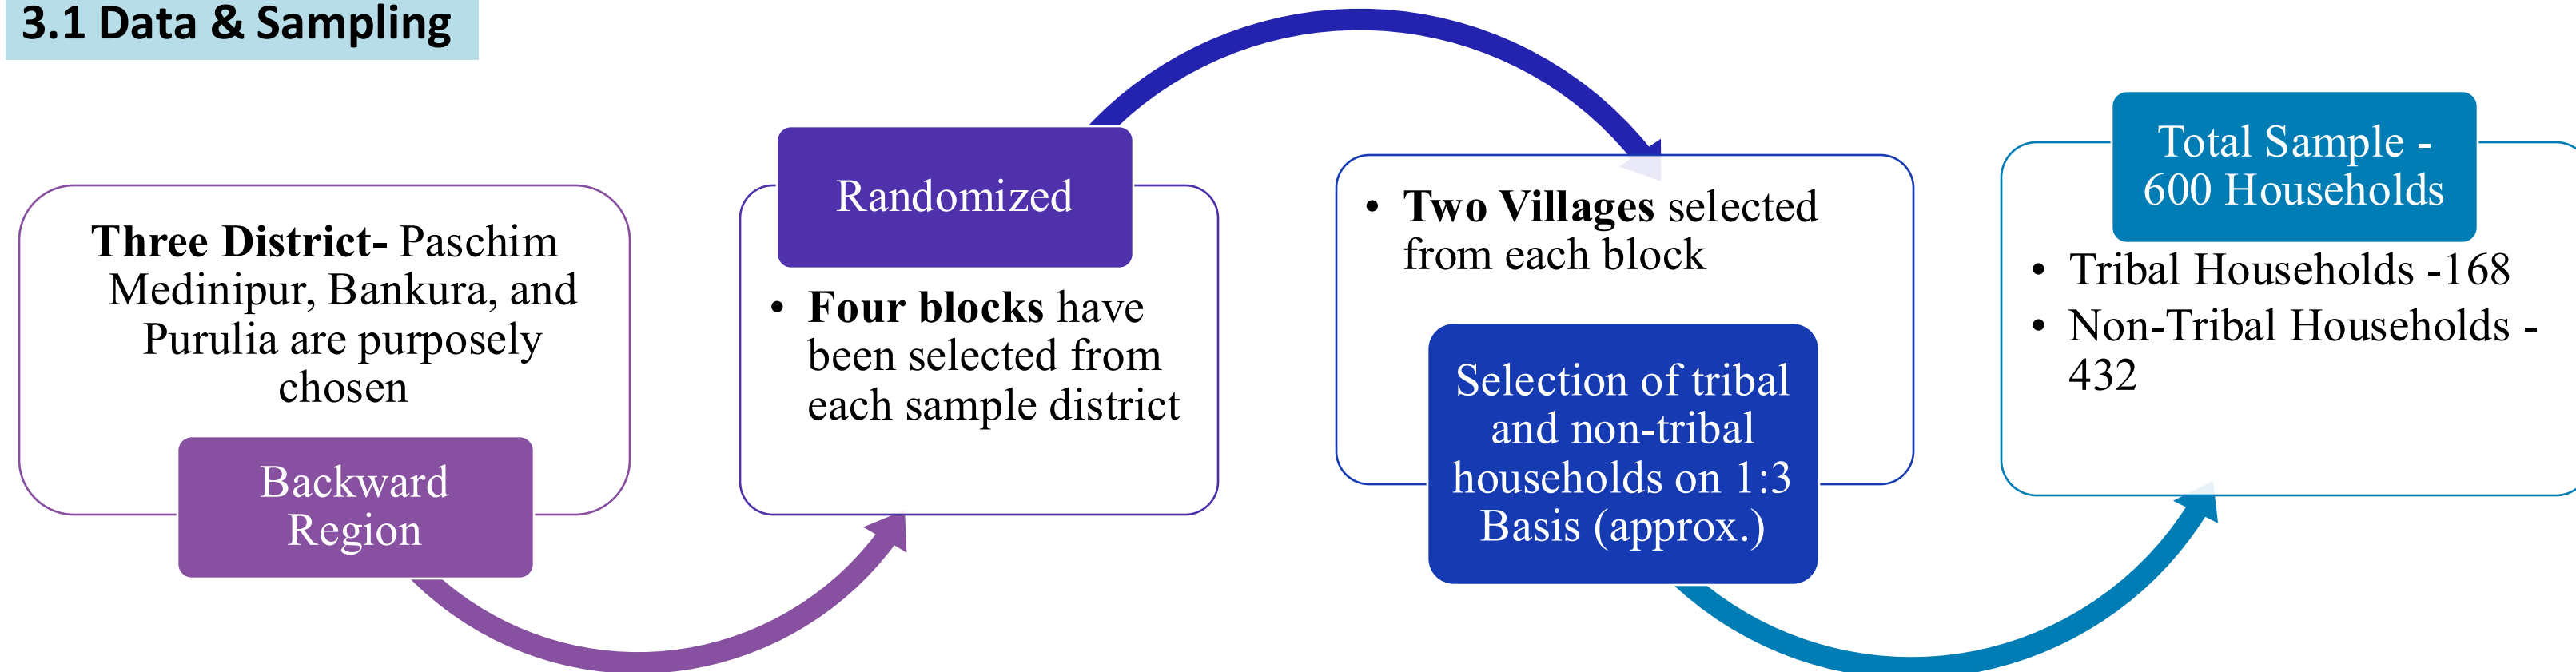 3.1 Data & Sampling
Three District- Paschim
Medinipur, Bankura, and
Purulia are purposely
chosen
Backward
Region
Randomized
• Four blocks have
been selected from
each sample district
• Two Villages selected
from each block
Selection of tribal
and non-tribal
households on 1:3
Basis (approx.)
Total Sample -
600 Households
• Tribal Households -168
• Non-Tribal Households -
432